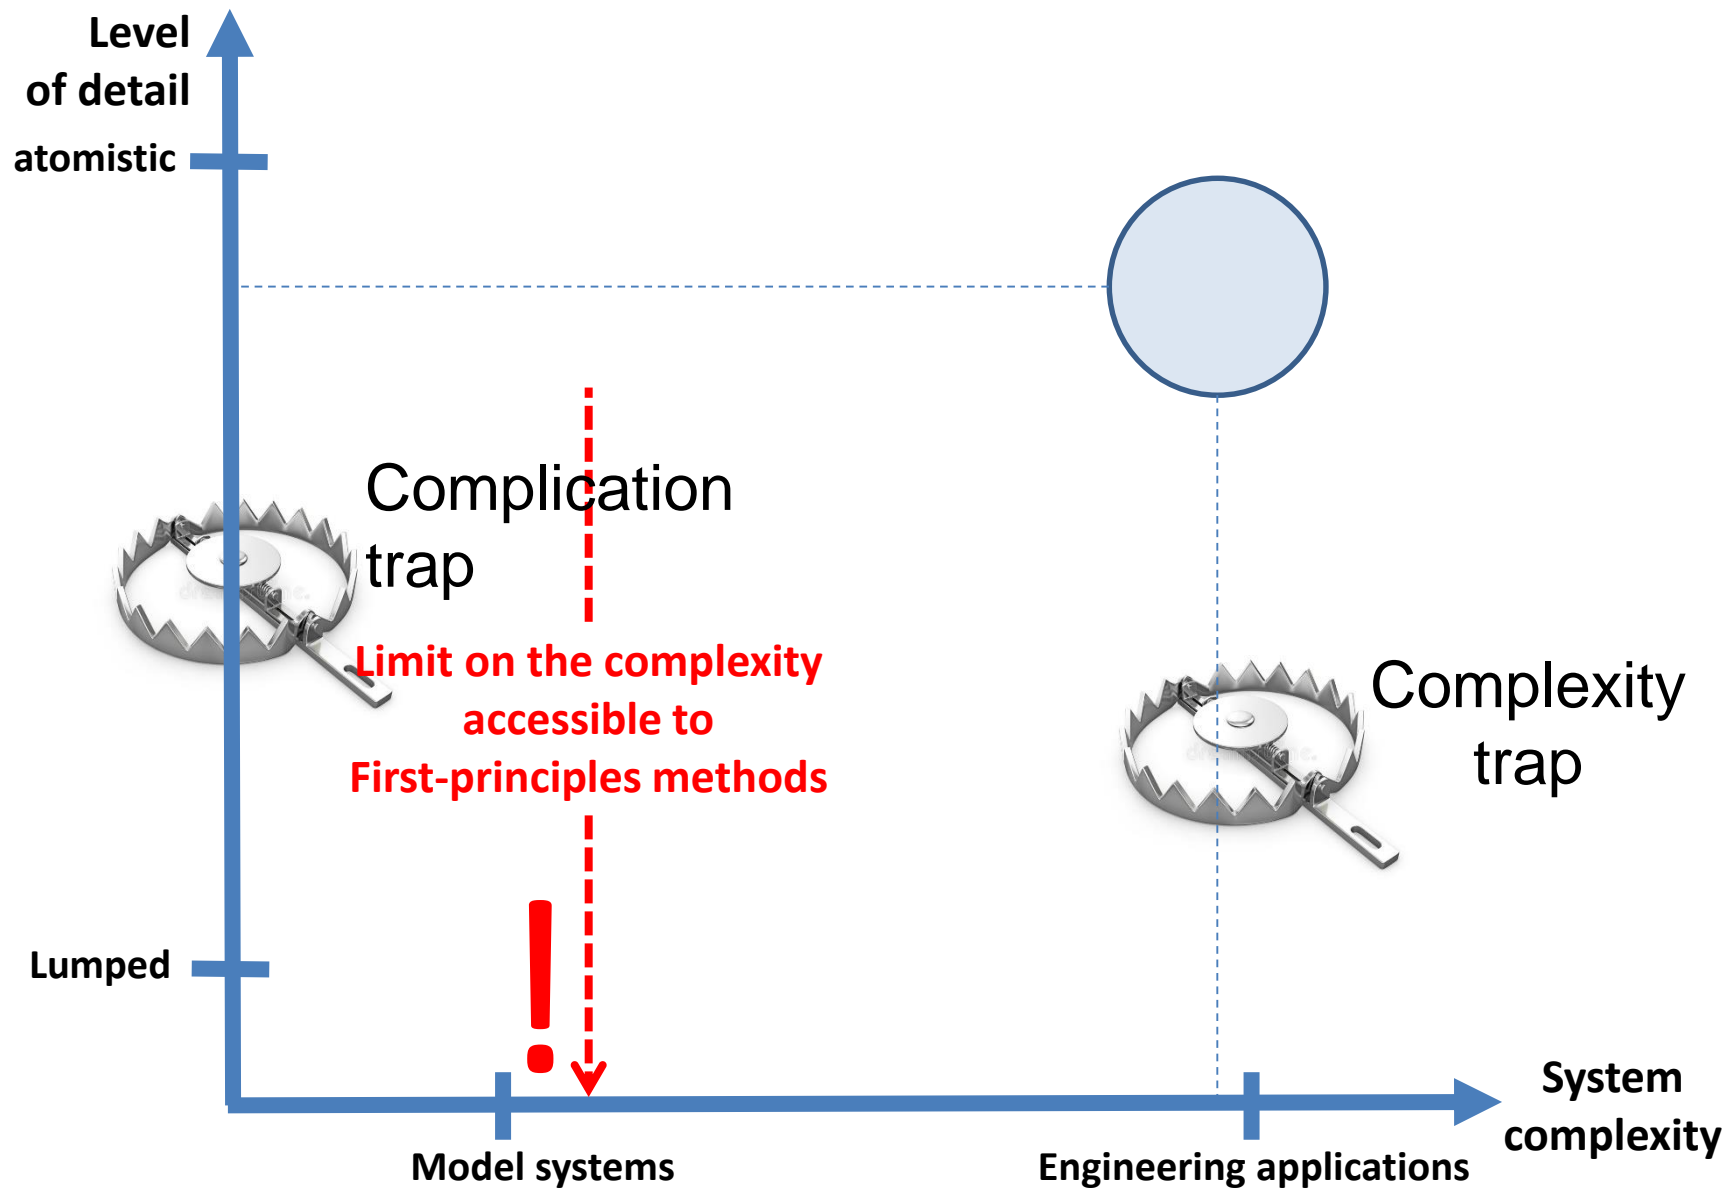 Level
of detail
atomistic
Complication
trap
Limit on the complexity
accessible to
First-principles methods
Complexity
trap
!
Lumped
System
complexity
Model systems
Engineering applications